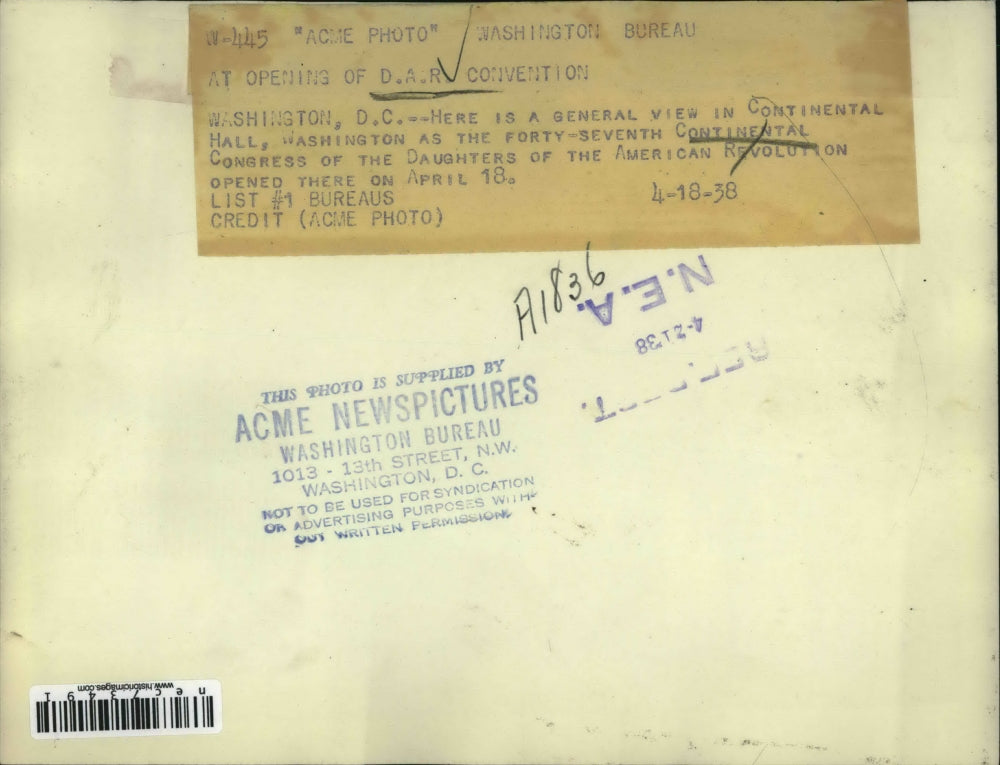 W-445 "ACME PHOTO" WASHINGTON BUREAU
AT OPENING OF D.A.R. CONVENTION
WASHINGTON, D.C.--HERE IS A GENERAL VIEW IN CONTINENTAL
HALL, WASHINGTON AS THE FORTY-SEVENTH CONTINENTAL
CONGRESS OF THE DAUGHTERS OF THE AMERICAN REVOLUTION
OPENED THERE ON APRIL 18.
LIST #1 BUREAUS 4-18-38
CREDIT (ACME PHOTO)
A1836
N.E.A.
4-2138
THIS PHOTO IS SUPPLIED BY
ACME NEWSPICTURES
WASHINGTON BUREAU
1013 - 13th STREET, N.W.
WASHINGTON, D. C.
NOT TO BE USED FOR SYNDICATION
OR ADVERTISING PURPOSES WITH-
OUT WRITTEN PERMISSION
www.historicimages.com